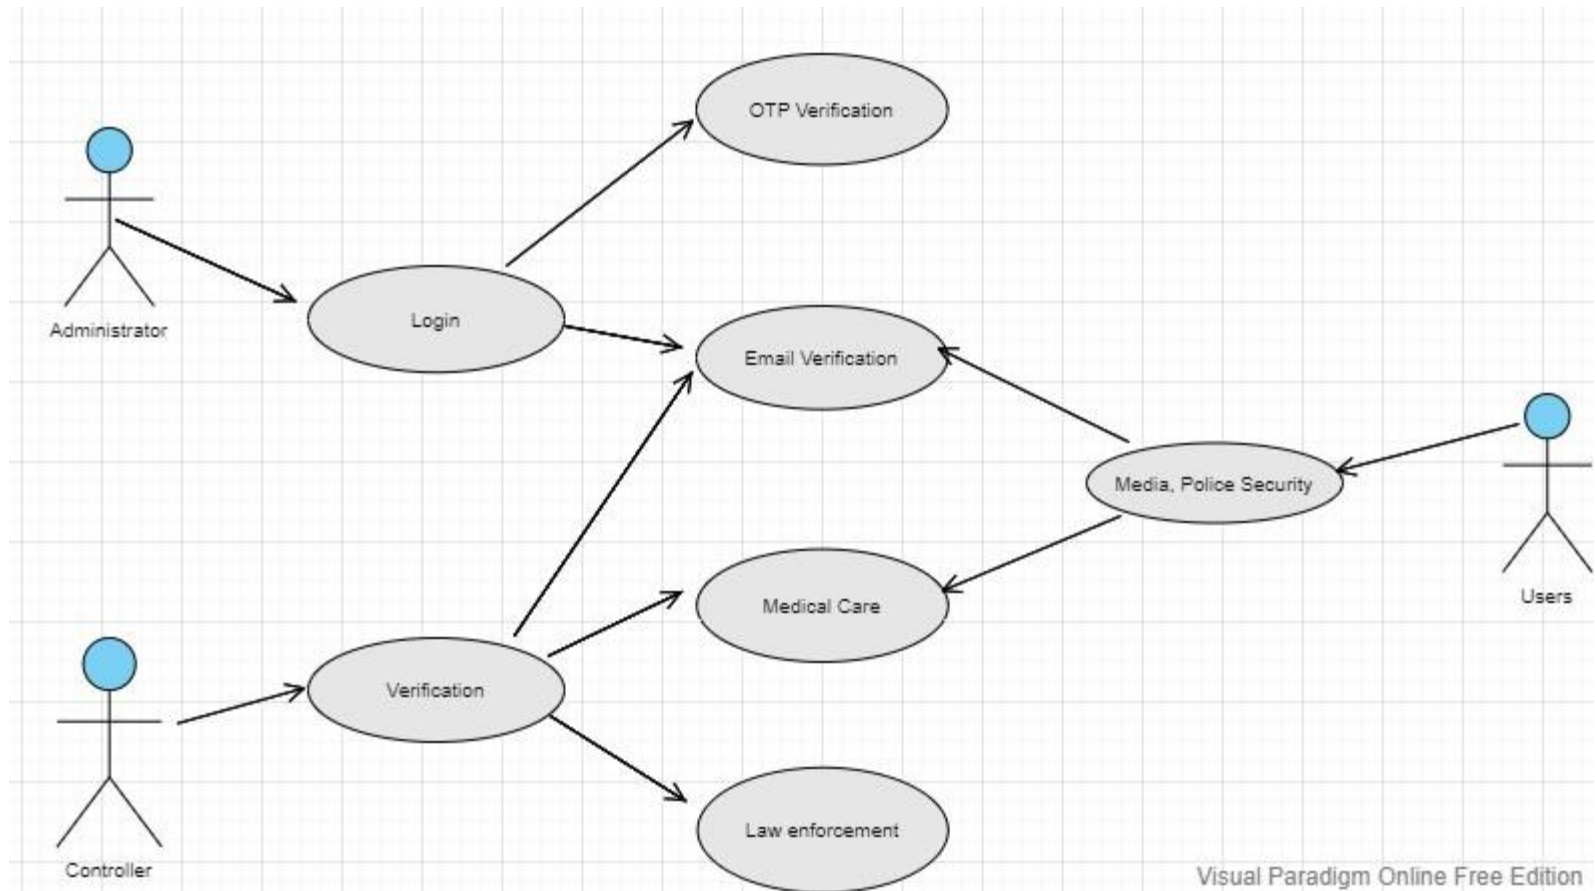 OTP Verification
Administrator
Login
Email Verification
Media, Police Security
Users
Medical Care
Verification
Law enforcement
Controller
Visual Paradigm Online Free Edition